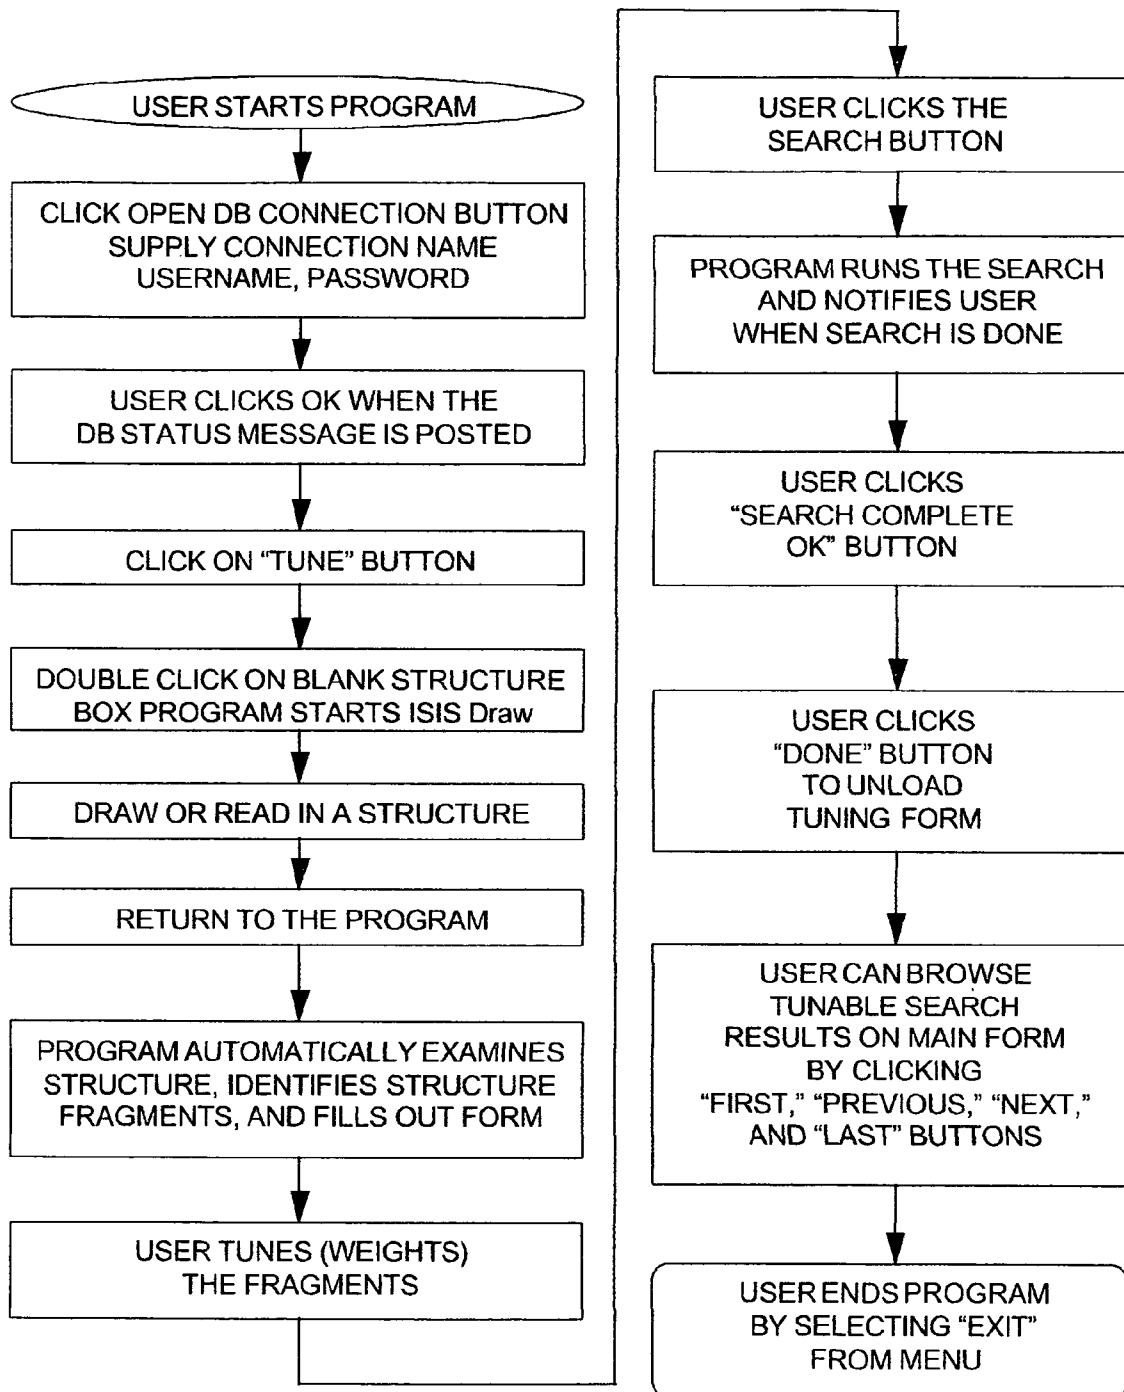 USER STARTS PROGRAM
CLICK OPEN DB CONNECTION BUTTON
SUPPLY CONNECTION NAME
USERNAME, PASSWORD
USER CLICKS OK WHEN THE
DB STATUS MESSAGE IS POSTED
CLICK ON “TUNE” BUTTON
DOUBLE CLICK ON BLANK STRUCTURE
BOX PROGRAM STARTS ISIS Draw
DRAW OR READ IN A STRUCTURE
RETURN TO THE PROGRAM
PROGRAM AUTOMATICALLY EXAMINES
STRUCTURE, IDENTIFIES STRUCTURE
FRAGMENTS, AND FILLS OUT FORM
USER TUNES (WEIGHTS)
THE FRAGMENTS
USER CLICKS THE
SEARCH BUTTON
PROGRAM RUNS THE SEARCH
AND NOTIFIES USER
WHEN SEARCH IS DONE
USER CLICKS
“SEARCH COMPLETE
OK” BUTTON
USER CLICKS
“DONE” BUTTON
TO UNLOAD
TUNING FORM
USER CAN BROWSE
TUNABLE SEARCH
RESULTS ON MAIN FORM
BY CLICKING
“FIRST,” “PREVIOUS,” “NEXT,”
AND “LAST” BUTTONS
USER ENDS PROGRAM
BY SELECTING “EXIT”
FROM MENU